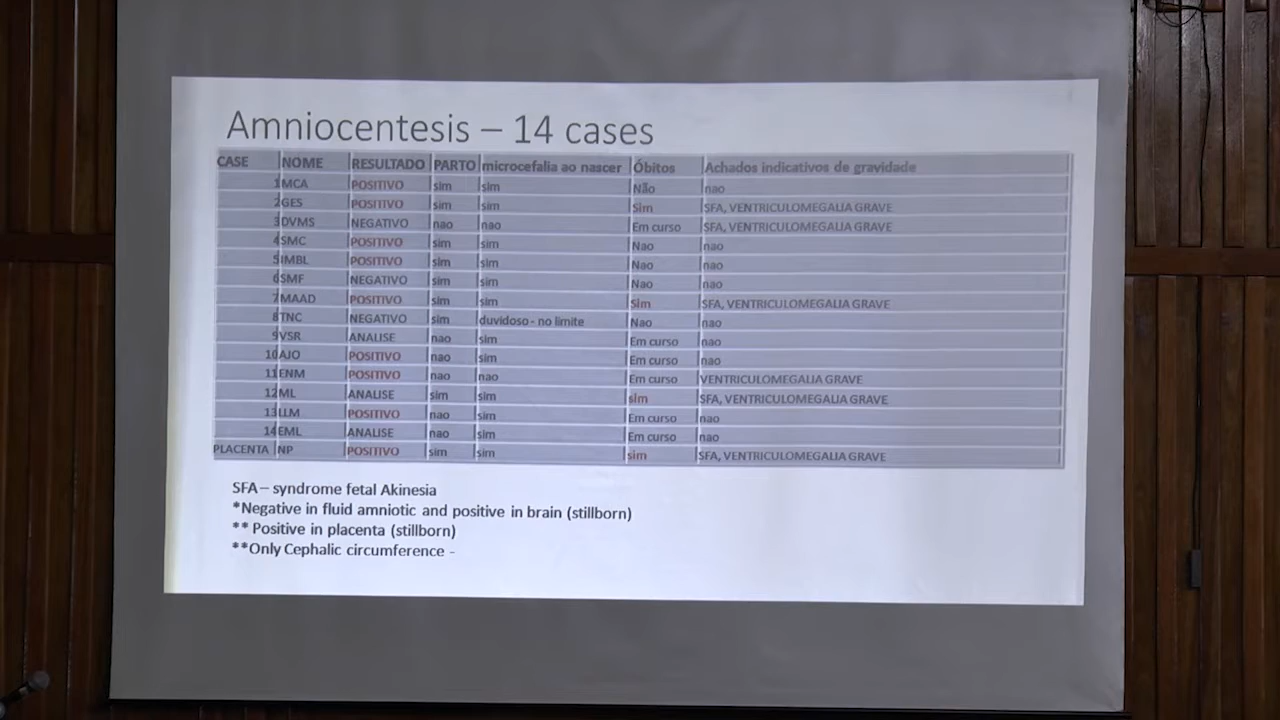 Amniocentesis – 14 cases
CASE NOME RESULTADO PARTO microcefalia ao nascer Óbitos Achados indicativos de gravidade
1 MCA POSITIVO sim sim Não nao
2 GES POSITIVO sim sim Sim SFA, VENTRICULOMEGALIA GRAVE
3 DVMS NEGATIVO nao nao Em curso SFA, VENTRICULOMEGALIA GRAVE
4 SMC POSITIVO sim sim Nao nao
5 IMBL POSITIVO sim sim Nao nao
6 SMF NEGATIVO sim sim Nao nao
7 MAAD POSITIVO sim sim Sim SFA, VENTRICULOMEGALIA GRAVE
8 TNC NEGATIVO sim duvidoso - no limite Nao nao
9 VSR ANALISE nao sim Em curso nao
10 AJO POSITIVO nao sim Em curso nao
11 ENM POSITIVO nao nao Em curso VENTRICULOMEGALIA GRAVE
12 ML ANALISE sim sim sim SFA, VENTRICULOMEGALIA GRAVE
13 LLM POSITIVO nao sim Em curso nao
14 EML ANALISE nao sim Em curso nao
PLACENTA NP POSITIVO sim sim sim SFA, VENTRICULOMEGALIA GRAVE
SFA – syndrome fetal Akinesia
*Negative in fluid amniotic and positive in brain (stillborn)
** Positive in placenta (stillborn)
**Only Cephalic circumference -